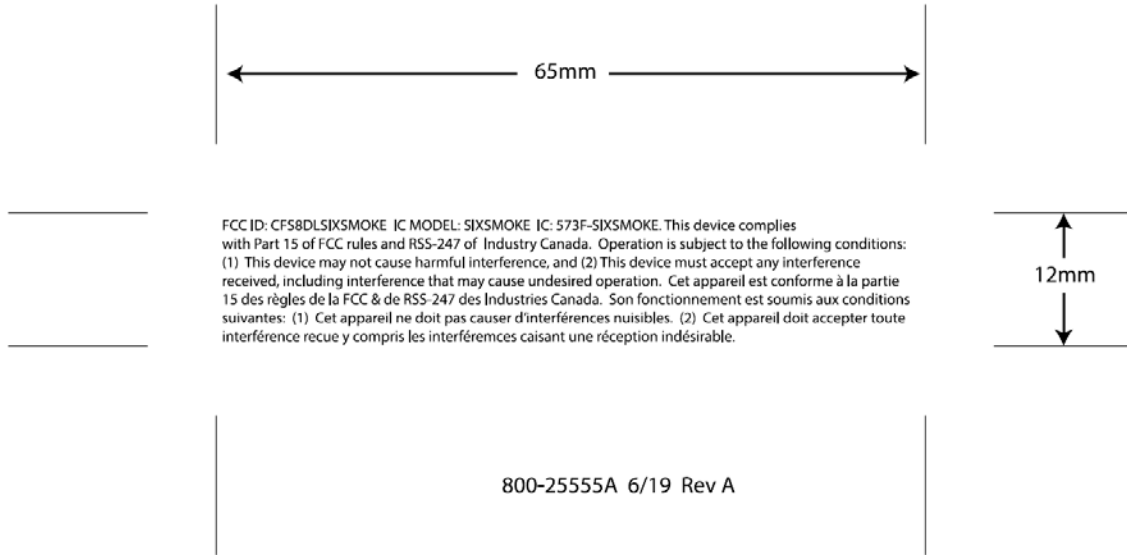 65mm
FCC ID: CFS8DLSIXSMOKE IC MODEL: SIXSMOKE IC: 573F-SIXSMOKE. This device complies
with Part 15 of FCC rules and RSS-247 of Industry Canada. Operation is subject to the following conditions:
(1) This device may not cause harmful interference, and (2) This device must accept any interference
received, including interference that may cause undesired operation. Cet appareil est conforme à la partie
15 des règles de la FCC & de RSS-247 des Industries Canada. Son fonctionnement est soumis aux conditions
suivantes: (1) Cet appareil ne doit pas causer d'interférences nuisibles. (2) Cet appareil doit accepter toute
interférence recue y compris les interféremces caisant une réception indésirable.
12mm
800-25555A 6/19 Rev A